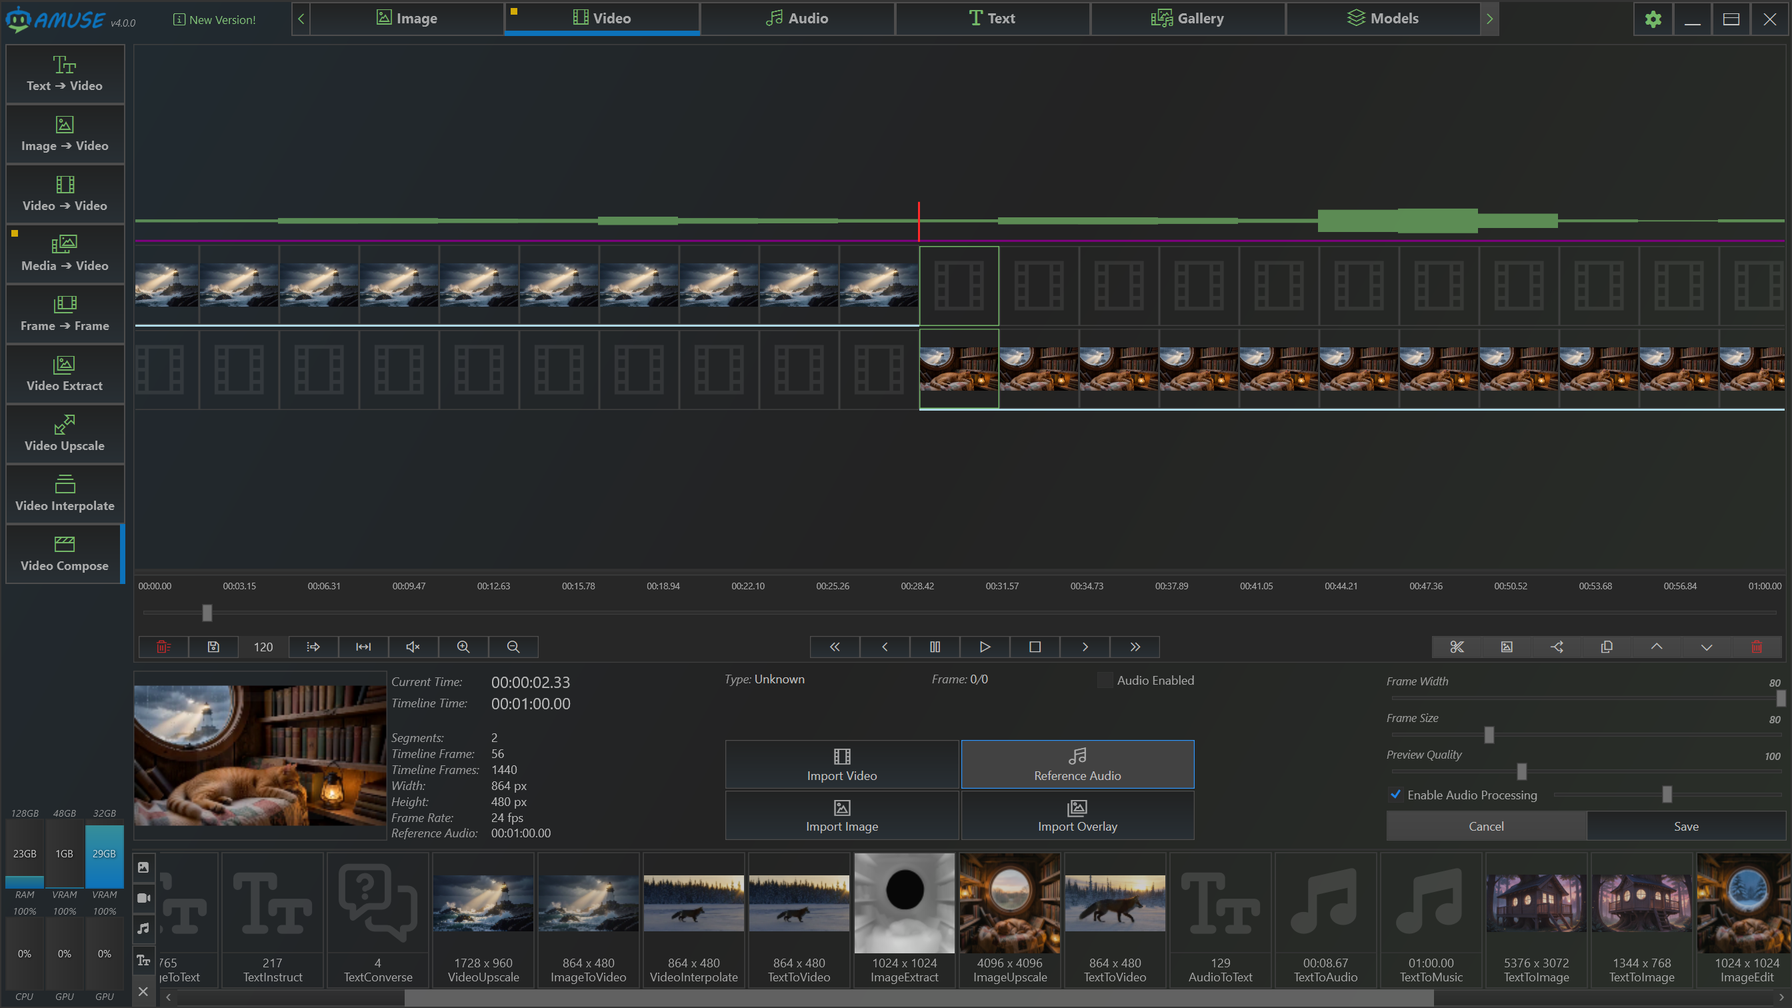 AMUSE v4.0.0
New Version!
Image
Video
Audio
Text
Gallery
Models
Text → Video
Image → Video
Video → Video
Media → Video
Frame → Frame
Video Extract
Video Upscale
Video Interpolate
Video Compose
00:00.00 00:03.15 00:06.31 00:09.47 00:12.63 00:15.78 00:18.94 00:22.10 00:25.26 00:28.42 00:31.57 00:34.73 00:37.89 00:41.05 00:44.21 00:47.36 00:50.52 00:53.68 00:56.84 01:00.00
120
Current Time: 00:00:02.33
Timeline Time: 00:01:00.00
Segments: 2
Timeline Frame: 56
Timeline Frames: 1440
Width: 864 px
Height: 480 px
Frame Rate: 24 fps
Reference Audio: 00:01:00.00
Type: Unknown
Frame: 0/0
Audio Enabled
Import Video
Reference Audio
Import Image
Import Overlay
Frame Width 80
Frame Size 80
Preview Quality 100
Enable Audio Processing
Cancel
Save
128GB 48GB 32GB
23GB 1GB 29GB
RAM VRAM VRAM
100% 100% 100%
0% 0% 0%
CPU GPU GPU
765
geToText
217
TextInstruct
4
TextConverse
1728 x 960
VideoUpscale
864 x 480
ImageToVideo
864 x 480
VideoInterpolate
864 x 480
TextToVideo
1024 x 1024
ImageExtract
4096 x 4096
ImageUpscale
864 x 480
TextToVideo
129
AudioToText
00:08.67
TextToAudio
01:00.00
TextToMusic
5376 x 3072
TextToImage
1344 x 768
TextToImage
1024 x 1024
ImageEdit